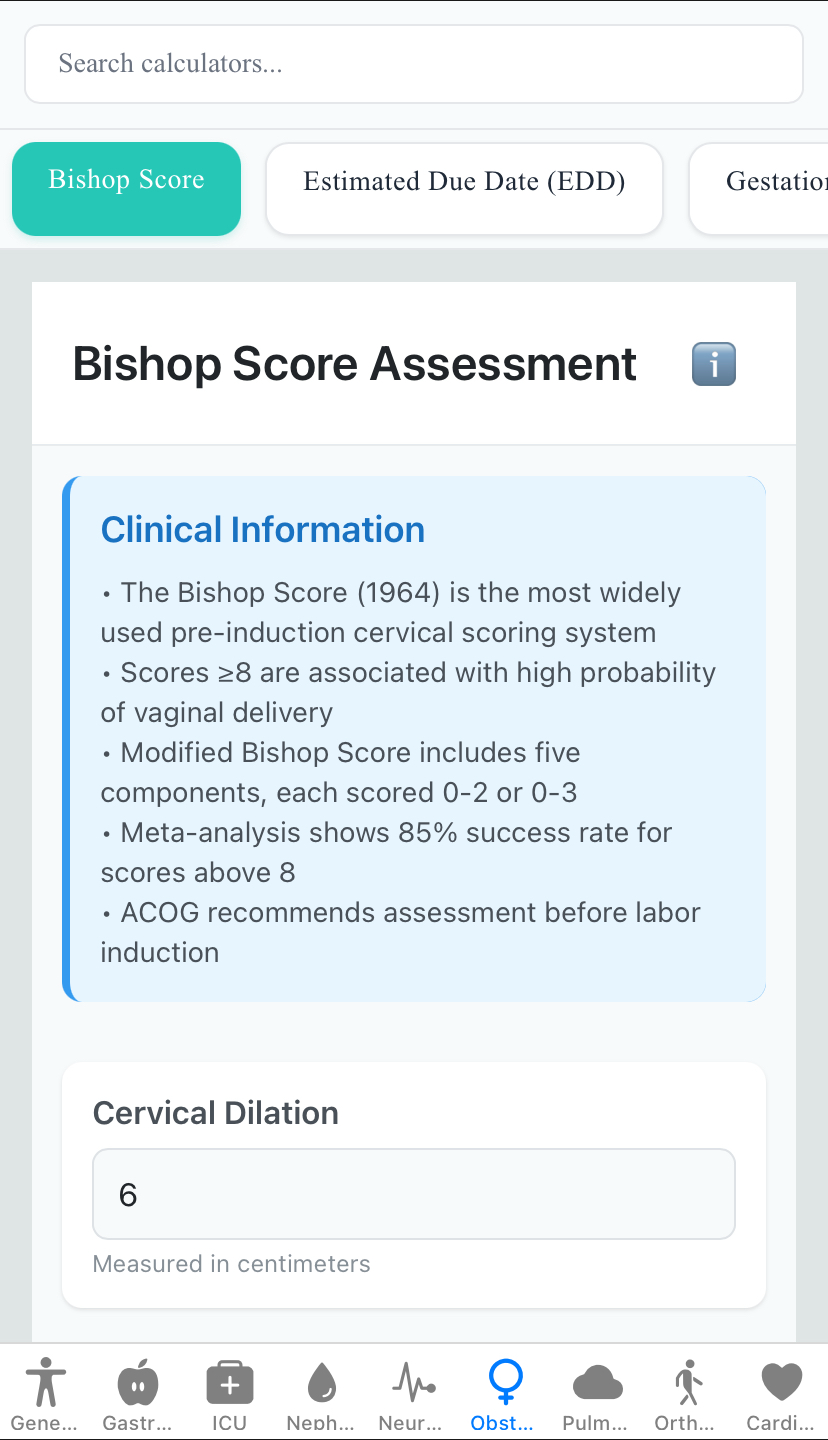 Search calculators...
Bishop Score
Estimated Due Date (EDD)
Gestation
Bishop Score Assessment
Clinical Information
• The Bishop Score (1964) is the most widely
used pre-induction cervical scoring system
• Scores ≥8 are associated with high probability
of vaginal delivery
• Modified Bishop Score includes five
components, each scored 0-2 or 0-3
• Meta-analysis shows 85% success rate for
scores above 8
• ACOG recommends assessment before labor
induction
Cervical Dilation
6
Measured in centimeters
Gene...
Gastr...
ICU
Neph...
Neur...
Obst...
Pulm...
Orth...
Cardi...